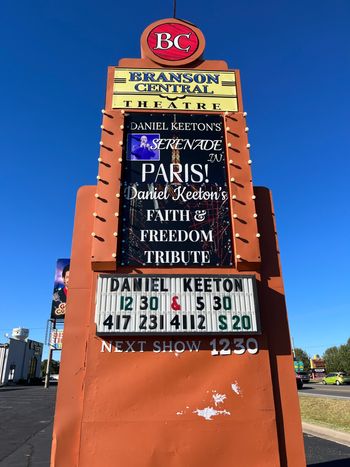 BC
BRANSON
CENTRAL
THEATRE
DANIEL KEETON'S
SERENADE
IN
PARIS!
Daniel Keeton's
FAITH &
FREEDOM
TRIBUTE
DANIEL KEETON
12 30 & 5 30
417 231 4112 $20
NEXT SHOW 1230